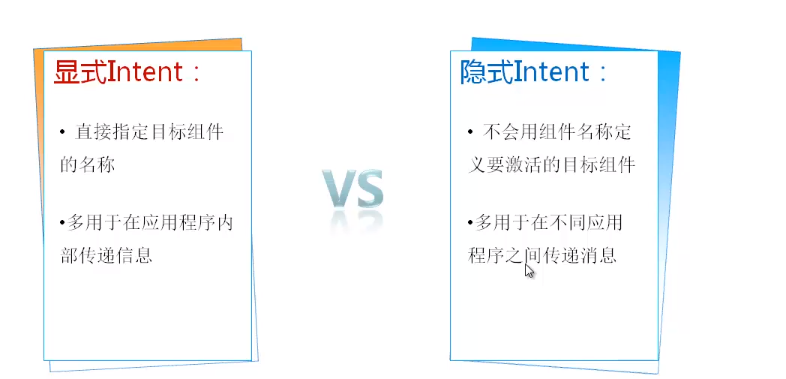 显式Intent：
• 直接指定目标组件
的名称
•多用于在应用程序内
部传递信息
VS
隐式Intent：
• 不会用组件名称定
义要激活的目标组件
•多用于在不同应用
程序之间传递消息